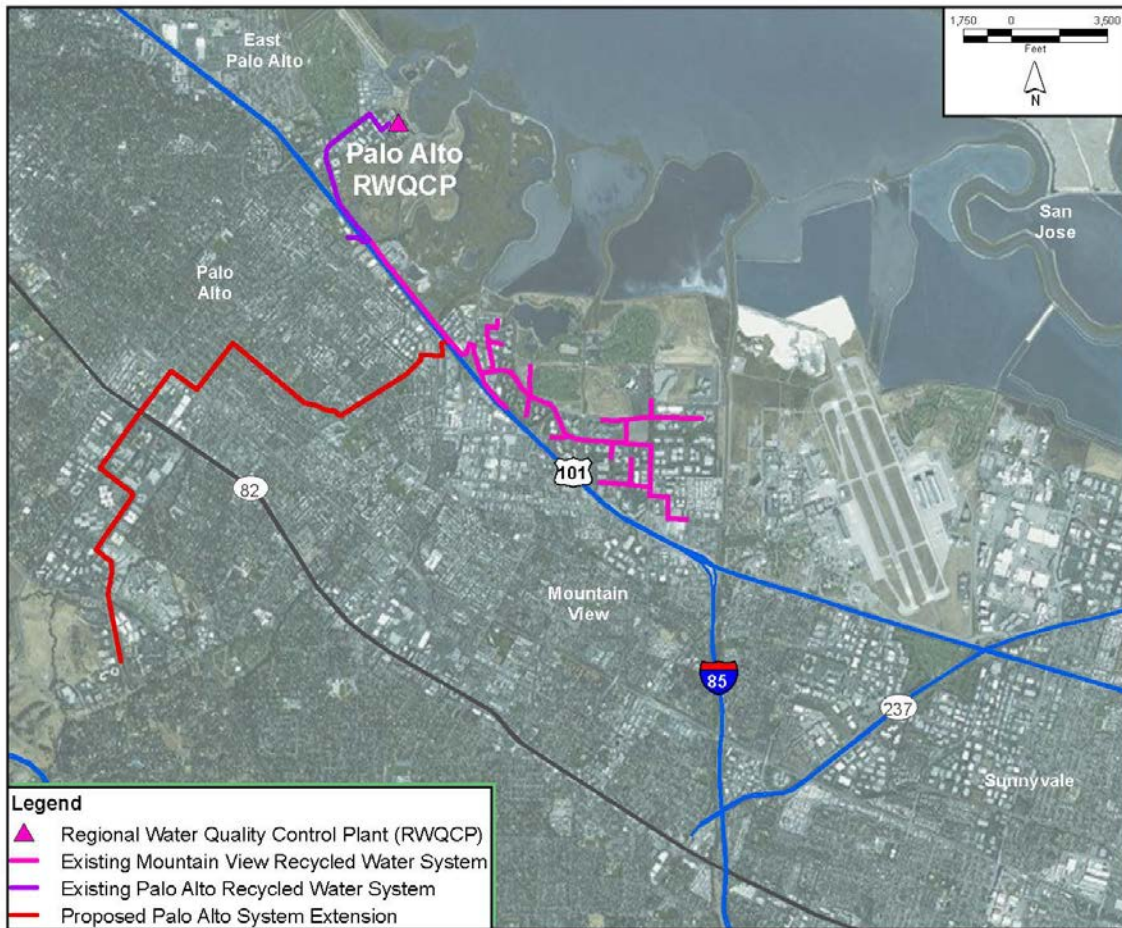 1,750 0 3,500
Feet
N
East
Palo Alto
Palo Alto
RWQCP
San
Jose
Palo
Alto
101
82
Mountain
View
85
237
Sunnyvale
Legend
Regional Water Quality Control Plant (RWQCP)
Existing Mountain View Recycled Water System
Existing Palo Alto Recycled Water System
Proposed Palo Alto System Extension